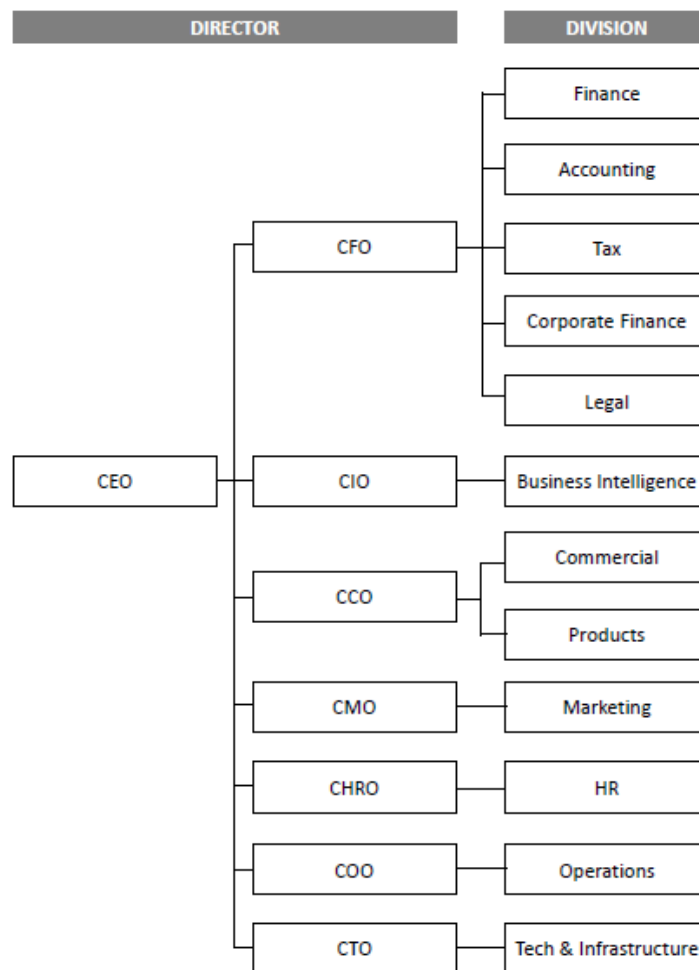 DIRECTOR DIVISION
Finance
Accounting
CFO Tax
Corporate Finance
Legal
CEO CIO Business Intelligence
Commercial
CCO
Products
CMO Marketing
CHRO HR
COO Operations
CTO Tech & Infrastructure